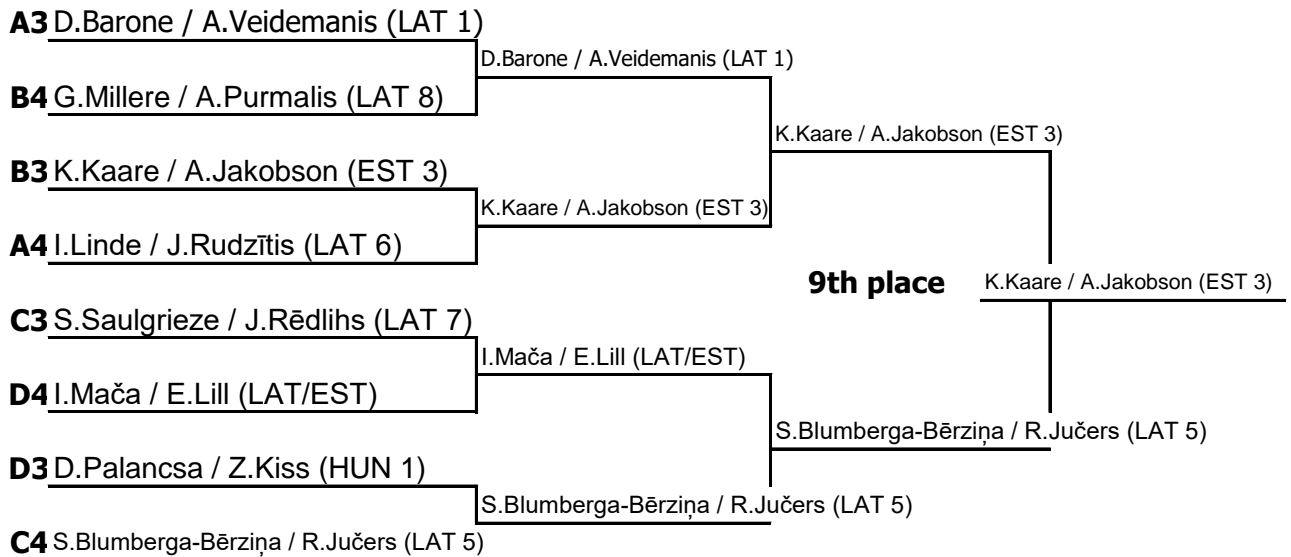 A3 D.Barone / A.Veidemanis (LAT 1)
D.Barone / A.Veidemanis (LAT 1)
B4 G.Millere / A.Purmalis (LAT 8)
K.Kaare / A.Jakobson (EST 3)
B3 K.Kaare / A.Jakobson (EST 3)
K.Kaare / A.Jakobson (EST 3)
A4 I.Linde / J.Rudzītis (LAT 6)
9th place K.Kaare / A.Jakobson (EST 3)
C3 S.Saulgrieze / J.Rēdlihs (LAT 7)
I.Mača / E.Lill (LAT/EST)
D4 I.Mača / E.Lill (LAT/EST)
S.Blumberga-Bērziņa / R.Jučers (LAT 5)
D3 D.Palancsa / Z.Kiss (HUN 1)
S.Blumberga-Bērziņa / R.Jučers (LAT 5)
C4 S.Blumberga-Bērziņa / R.Jučers (LAT 5)